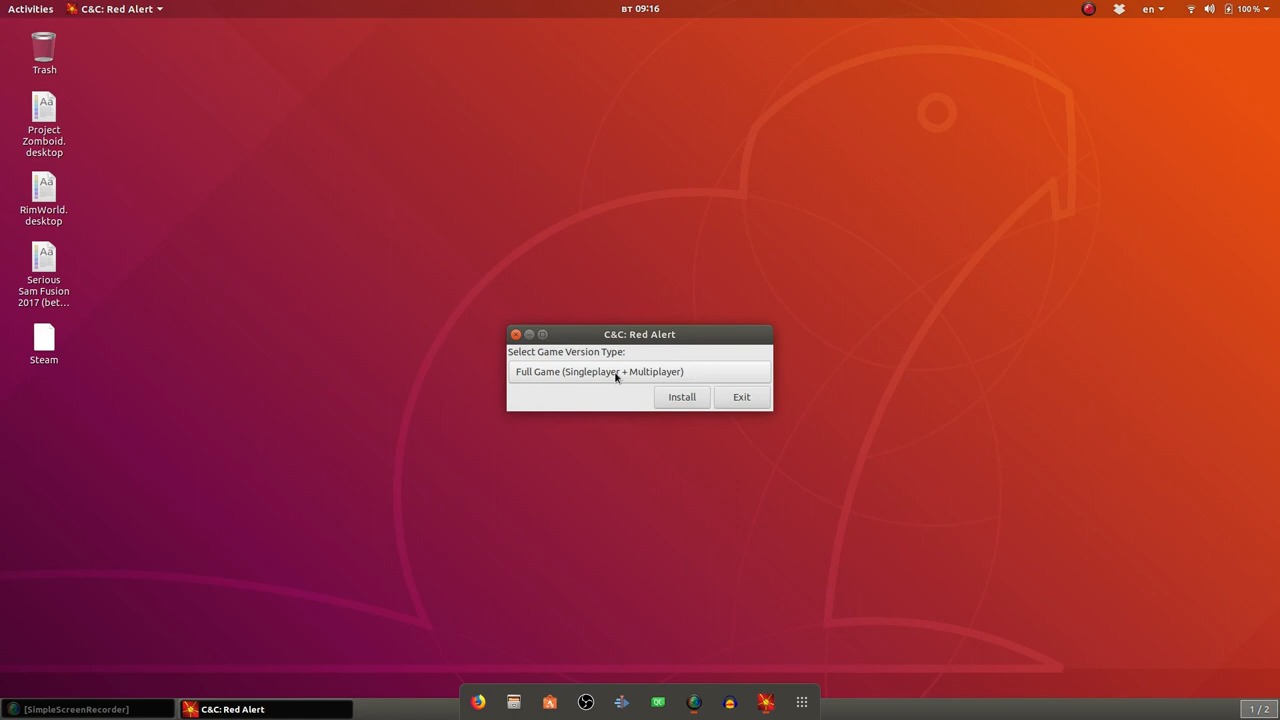 Activities
C&C: Red Alert
вт 09:16
en
100 %
Trash
Project
Zomboid.
desktop
RimWorld.
desktop
Serious
Sam Fusion
2017 (bet…
Steam
C&C: Red Alert
Select Game Version Type:
Full Game (Singleplayer + Multiplayer)
Install
Exit
[SimpleScreenRecorder]
C&C: Red Alert
1 / 2